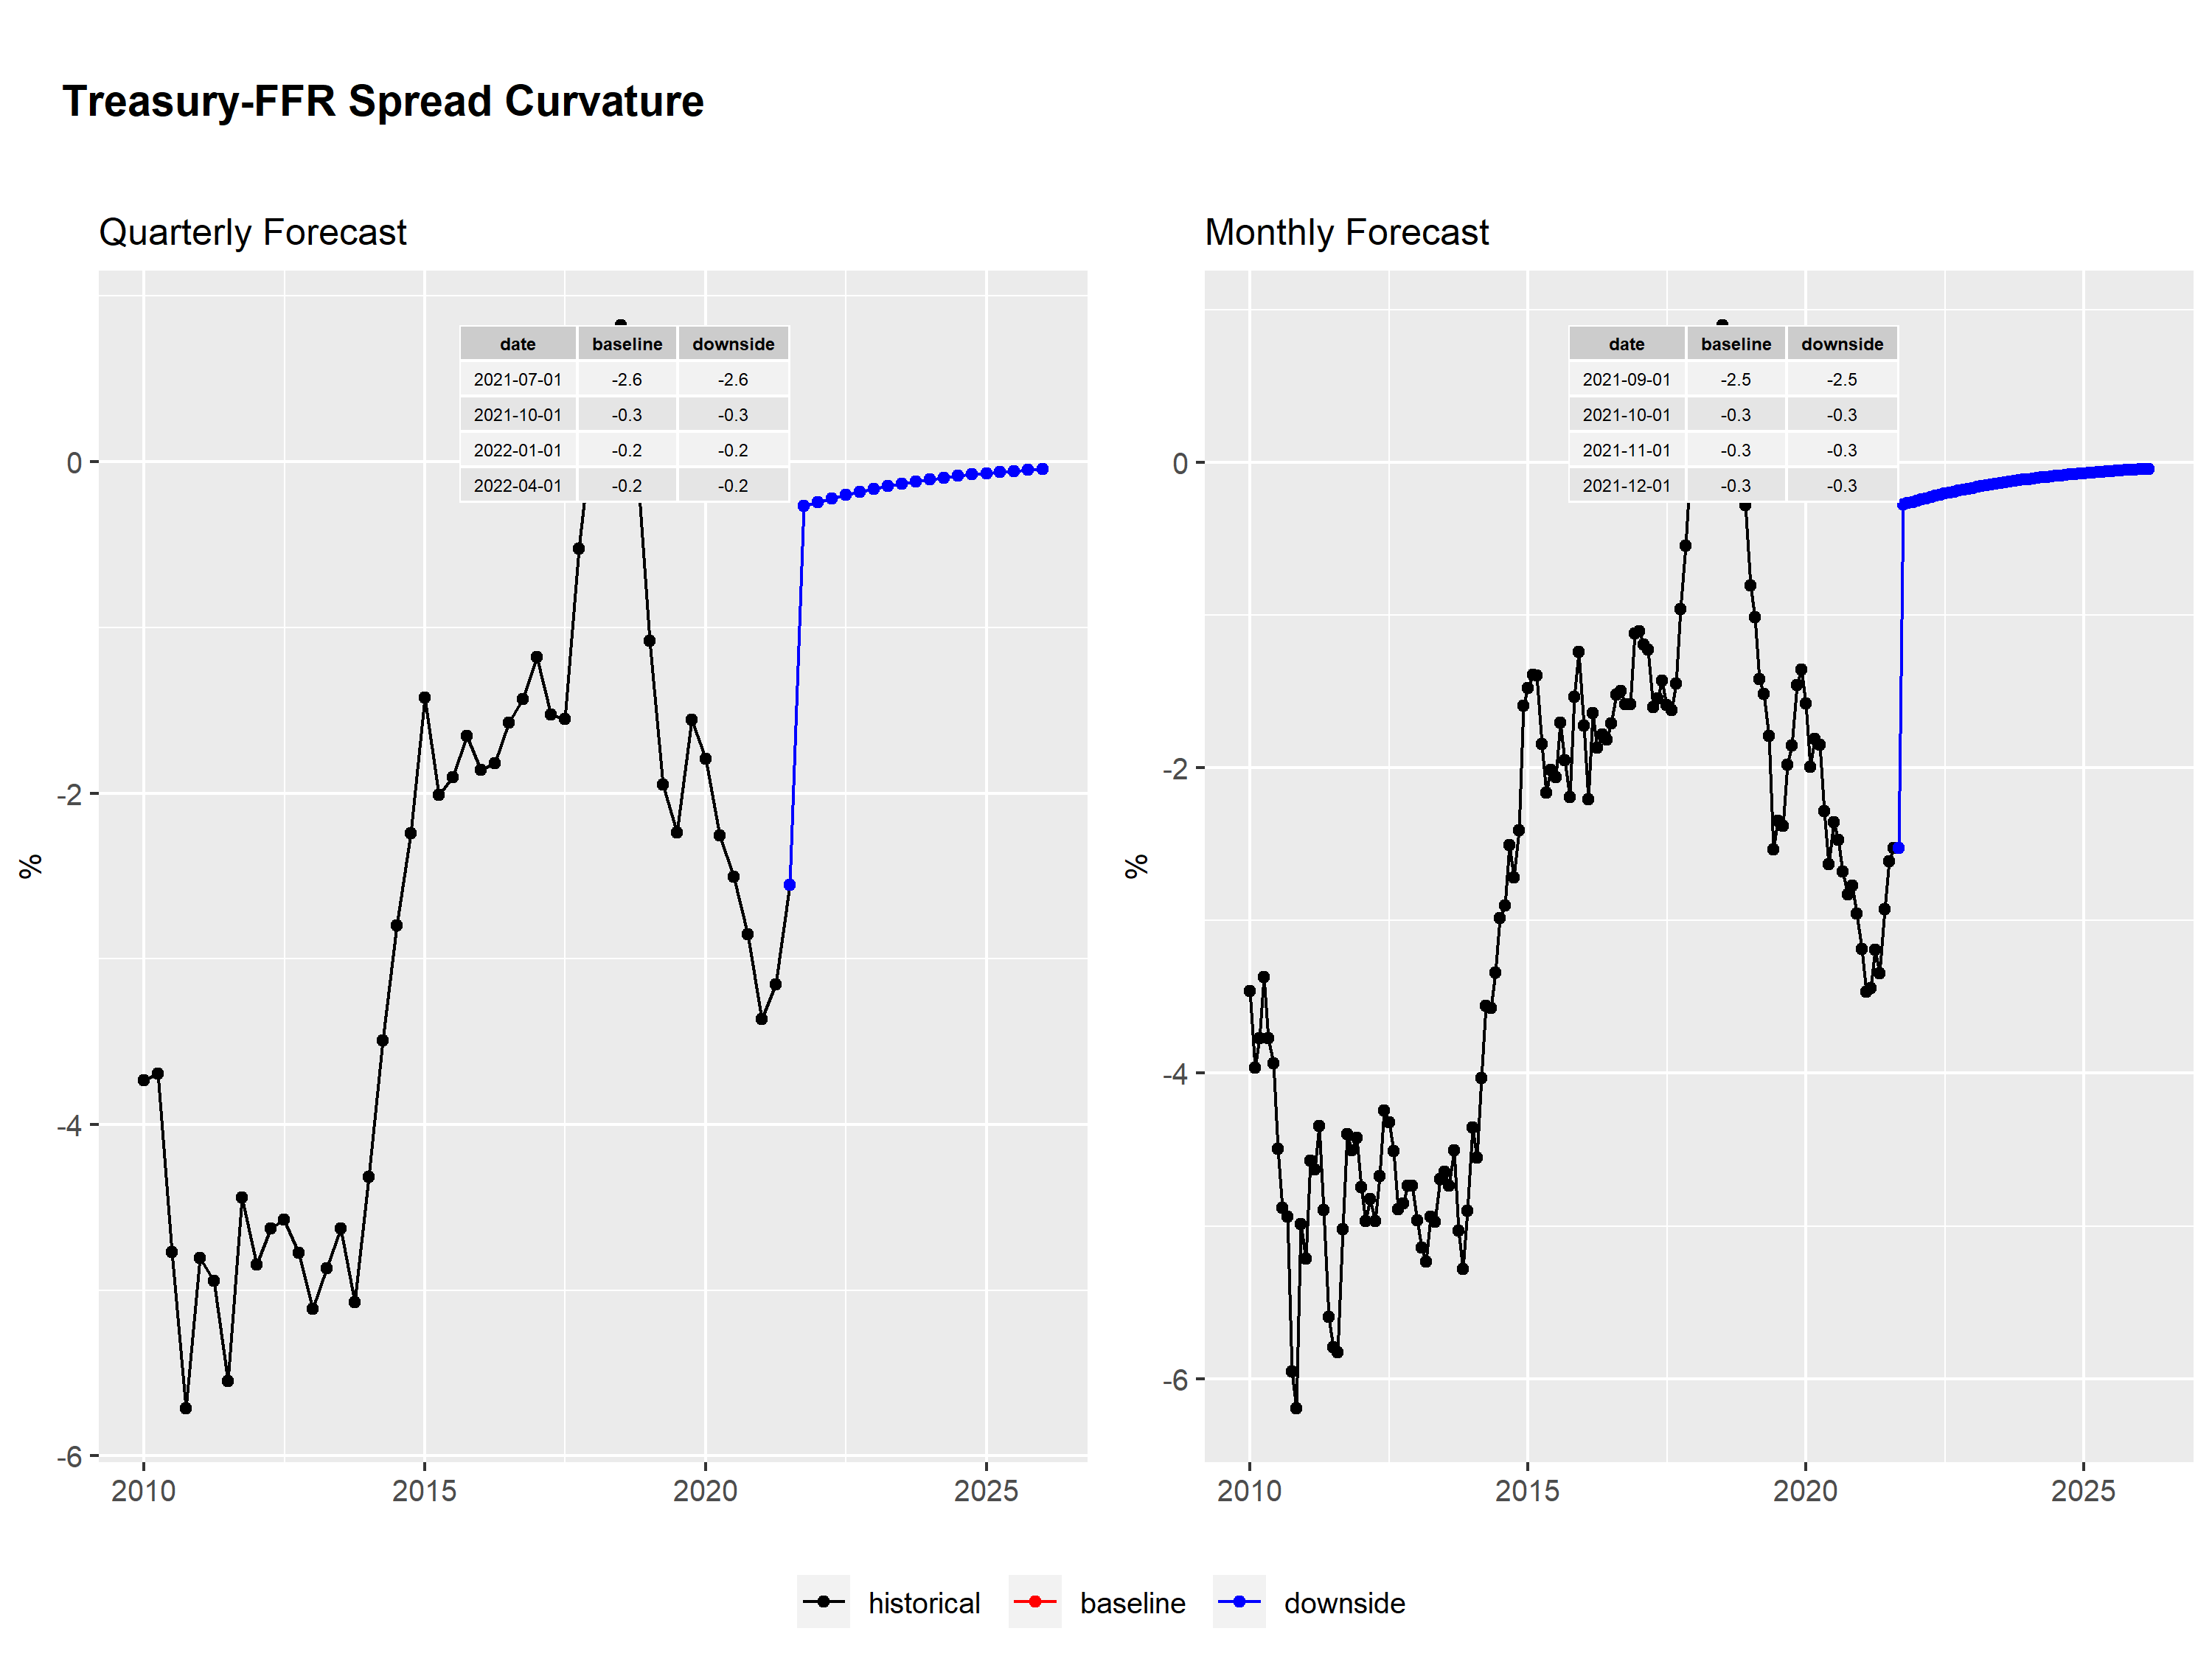 Treasury-FFR Spread Curvature
Quarterly Forecast
date baseline downside
2021-07-01 -2.6 -2.6
2021-10-01 -0.3 -0.3
2022-01-01 -0.2 -0.2
2022-04-01 -0.2 -0.2
0
-2
-4
-6
%
2010 2015 2020 2025
Monthly Forecast
date baseline downside
2021-09-01 -2.5 -2.5
2021-10-01 -0.3 -0.3
2021-11-01 -0.3 -0.3
2021-12-01 -0.3 -0.3
0
-2
-4
-6
%
2010 2015 2020 2025
historical baseline downside